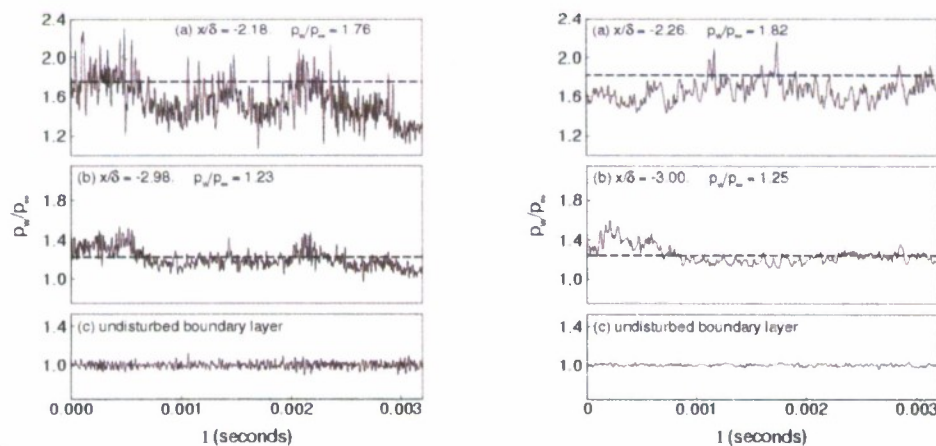 2.4
(a) x/δ = -2.18. p_w/p_∞ = 1.76
2.0
1.6
1.2
(b) x/δ = -2.98. p_w/p_∞ = 1.23
1.8
1.4
1.0
p_w/p_∞
(c) undisturbed boundary layer
1.4
1.0
0.000 0.001 0.002 0.003
t (seconds)
2.4
(a) x/δ = -2.26. p_w/p_∞ = 1.82
2.0
1.6
1.2
(b) x/δ = -3.00. p_w/p_∞ = 1.25
1.8
1.4
1.0
p_w/p_∞
(c) undisturbed boundary layer
1.4
1.0
0 0.001 0.002 0.003
t (seconds)